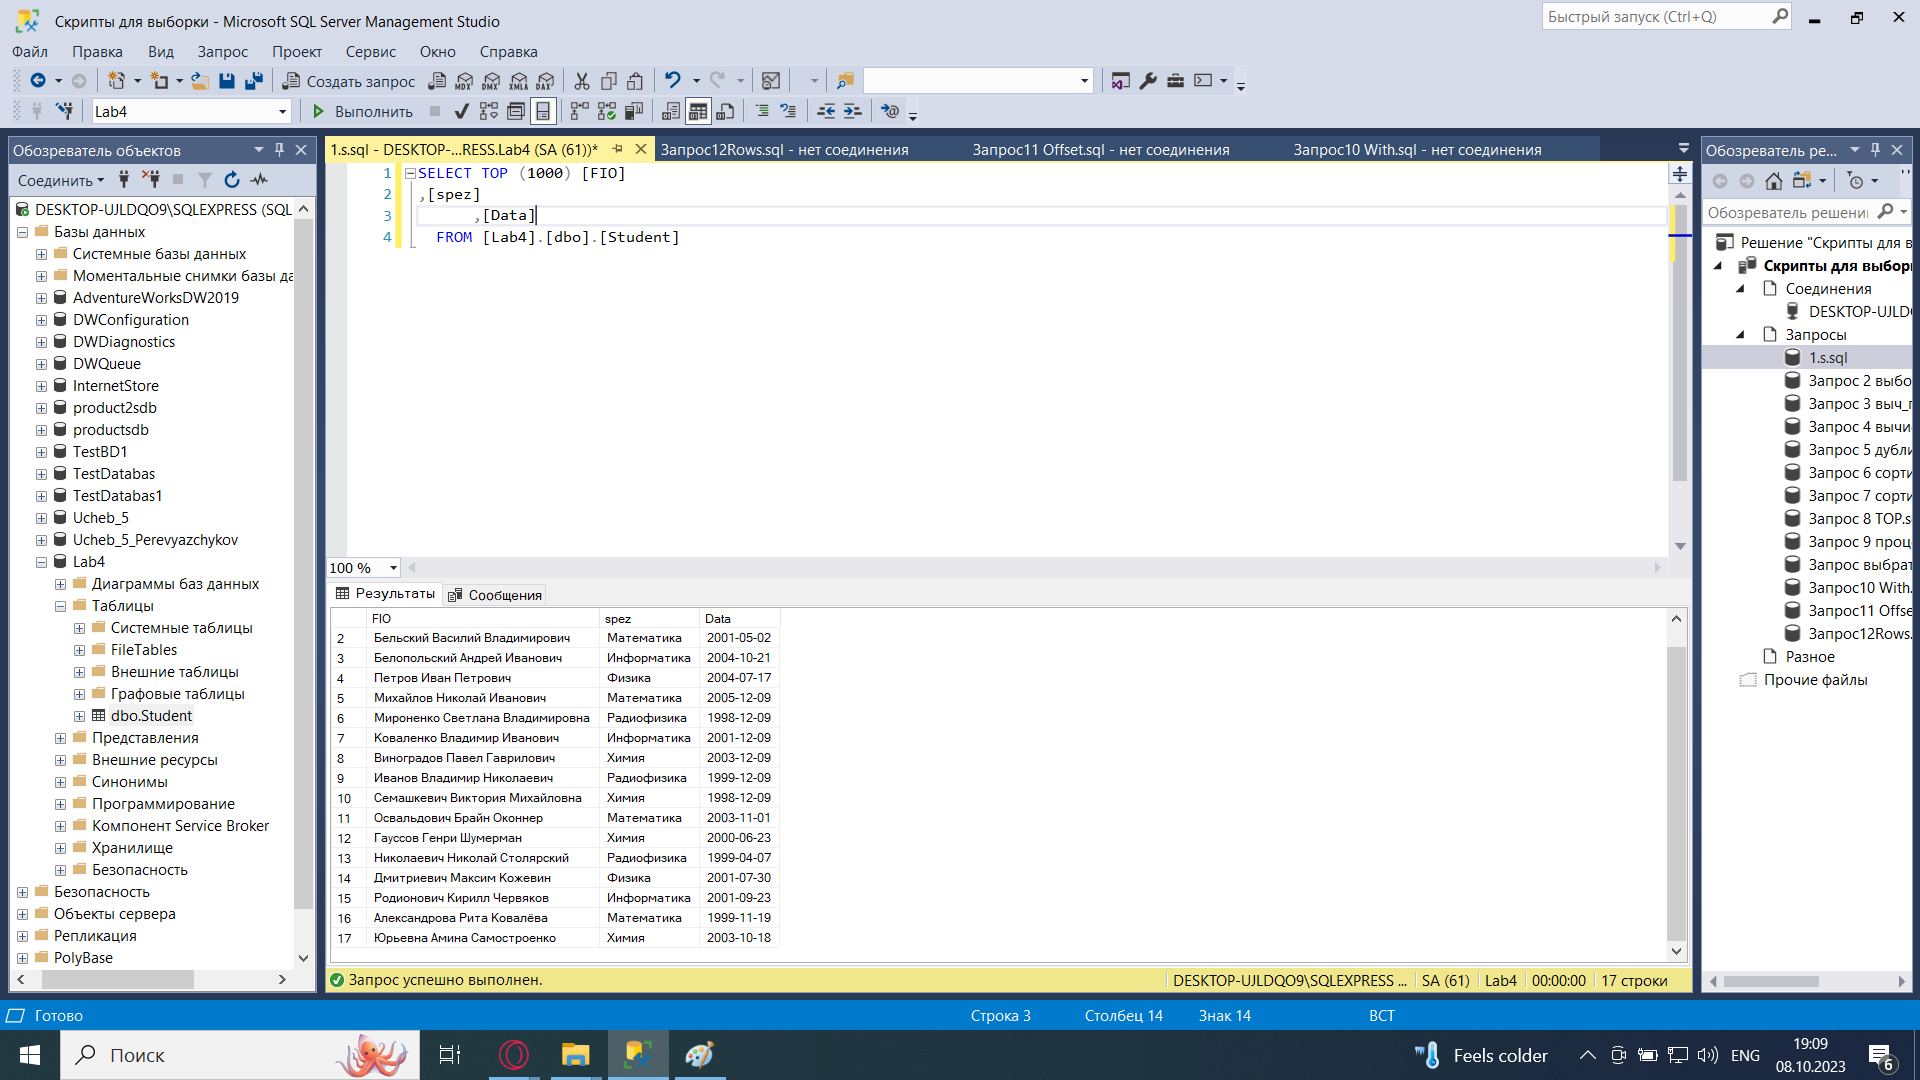 Скрипты для выборки - Microsoft SQL Server Management Studio
Быстрый запуск (Ctrl+Q)
Файл Правка Вид Запрос Проект Сервис Окно Справка
Создать запрос MDX DMX XMLA DAX
Lab4 Выполнить
Обозреватель объектов
Соединить
DESKTOP-UJLDQO9\SQLEXPRESS (SQL
Базы данных
Системные базы данных
Моментальные снимки базы да
AdventureWorksDW2019
DWConfiguration
DWDiagnostics
DWQueue
InternetStore
product2sdb
productsdb
TestBD1
TestDatabas
TestDatabas1
Ucheb_5
Ucheb_5_Perevyazchykov
Lab4
Диаграммы баз данных
Таблицы
Системные таблицы
FileTables
Внешние таблицы
Графовые таблицы
dbo.Student
Представления
Внешние ресурсы
Синонимы
Программирование
Компонент Service Broker
Хранилище
Безопасность
Безопасность
Объекты сервера
Репликация
PolyBase
1.s.sql - DESKTOP-...RESS.Lab4 (SA (61))* Запрос12Rows.sql - нет соединения Запрос11 Offset.sql - нет соединения Запрос10 With.sql - нет соединения
1 SELECT TOP (1000) [FIO]
2 ,[spez]
3 ,[Data]
4 FROM [Lab4].[dbo].[Student]
100 %
Результаты Сообщения
FIO spez Data
2 Бельский Василий Владимирович Математика 2001-05-02
3 Белопольский Андрей Иванович Информатика 2004-10-21
4 Петров Иван Петрович Физика 2004-07-17
5 Михайлов Николай Иванович Математика 2005-12-09
6 Мироненко Светлана Владимировна Радиофизика 1998-12-09
7 Коваленко Владимир Иванович Информатика 2001-12-09
8 Виноградов Павел Гаврилович Химия 2003-12-09
9 Иванов Владимир Николаевич Радиофизика 1999-12-09
10 Семашкевич Виктория Михайловна Химия 1998-12-09
11 Освальдович Брайн Оконнер Математика 2003-11-01
12 Гауссов Генри Шумерман Химия 2000-06-23
13 Николаевич Николай Столярский Радиофизика 1999-04-07
14 Дмитриевич Максим Кожевин Физика 2001-07-30
15 Родионович Кирилл Червяков Информатика 2001-09-23
16 Александрова Рита Ковалёва Математика 1999-11-19
17 Юрьевна Амина Самостроенко Химия 2003-10-18
Запрос успешно выполнен. DESKTOP-UJLDQO9\SQLEXPRESS ... SA (61) Lab4 00:00:00 17 строки
Обозреватель ре...
Обозреватель решени
Решение "Скрипты для в
Скрипты для выбор
Соединения
DESKTOP-UJLD
Запросы
1.s.sql
Запрос 2 выбо
Запрос 3 выч_
Запрос 4 вычи
Запрос 5 дубли
Запрос 6 сорти
Запрос 7 сорти
Запрос 8 TOP.s
Запрос 9 проц
Запрос выбрат
Запрос10 With.
Запрос11 Offse
Запрос12Rows.
Разное
Прочие файлы
Готово Строка 3 Столбец 14 Знак 14 ВСТ
Поиск Feels colder ENG 19:09
08.10.2023 6